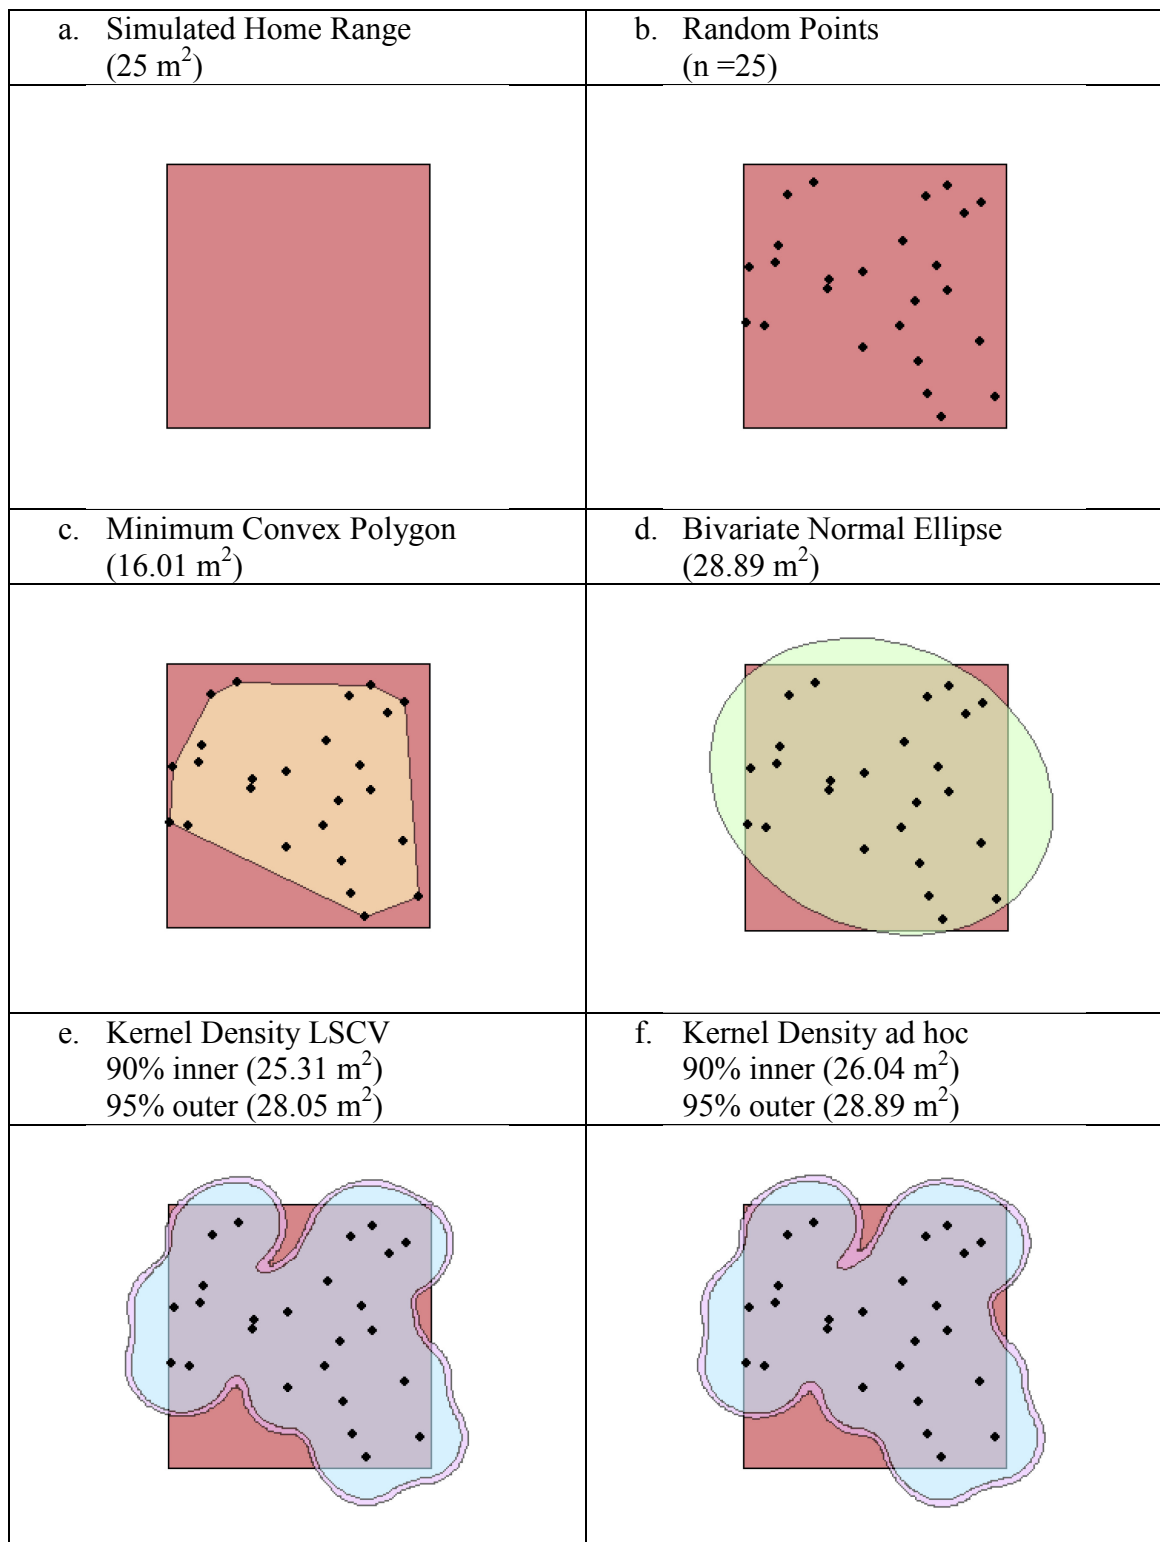 a. Simulated Home Range
(25 m²)
b. Random Points
(n =25)
c. Minimum Convex Polygon
(16.01 m²)
d. Bivariate Normal Ellipse
(28.89 m²)
e. Kernel Density LSCV
90% inner (25.31 m²)
95% outer (28.05 m²)
f. Kernel Density ad hoc
90% inner (26.04 m²)
95% outer (28.89 m²)